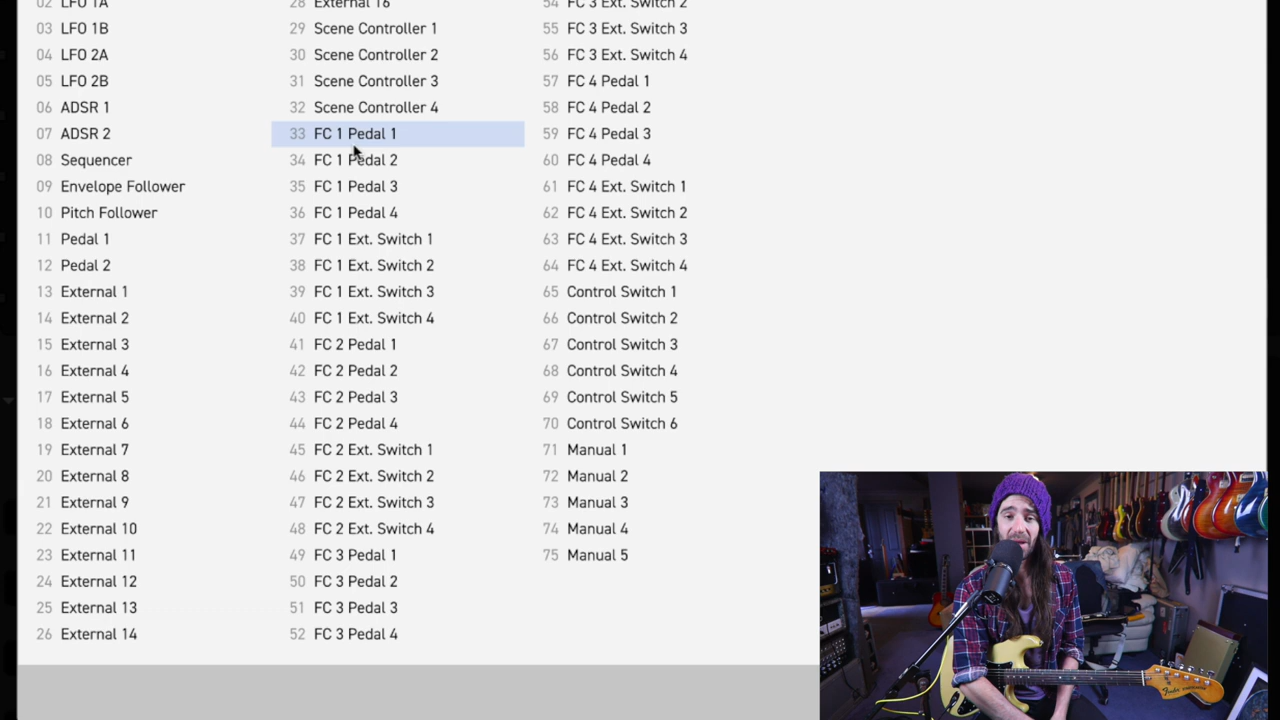 02 LFO 1A
03 LFO 1B
04 LFO 2A
05 LFO 2B
06 ADSR 1
07 ADSR 2
08 Sequencer
09 Envelope Follower
10 Pitch Follower
11 Pedal 1
12 Pedal 2
13 External 1
14 External 2
15 External 3
16 External 4
17 External 5
18 External 6
19 External 7
20 External 8
21 External 9
22 External 10
23 External 11
24 External 12
25 External 13
26 External 14
28 External 16
29 Scene Controller 1
30 Scene Controller 2
31 Scene Controller 3
32 Scene Controller 4
33 FC 1 Pedal 1
34 FC 1 Pedal 2
35 FC 1 Pedal 3
36 FC 1 Pedal 4
37 FC 1 Ext. Switch 1
38 FC 1 Ext. Switch 2
39 FC 1 Ext. Switch 3
40 FC 1 Ext. Switch 4
41 FC 2 Pedal 1
42 FC 2 Pedal 2
43 FC 2 Pedal 3
44 FC 2 Pedal 4
45 FC 2 Ext. Switch 1
46 FC 2 Ext. Switch 2
47 FC 2 Ext. Switch 3
48 FC 2 Ext. Switch 4
49 FC 3 Pedal 1
50 FC 3 Pedal 2
51 FC 3 Pedal 3
52 FC 3 Pedal 4
54 FC 3 Ext. Switch 2
55 FC 3 Ext. Switch 3
56 FC 3 Ext. Switch 4
57 FC 4 Pedal 1
58 FC 4 Pedal 2
59 FC 4 Pedal 3
60 FC 4 Pedal 4
61 FC 4 Ext. Switch 1
62 FC 4 Ext. Switch 2
63 FC 4 Ext. Switch 3
64 FC 4 Ext. Switch 4
65 Control Switch 1
66 Control Switch 2
67 Control Switch 3
68 Control Switch 4
69 Control Switch 5
70 Control Switch 6
71 Manual 1
72 Manual 2
73 Manual 3
74 Manual 4
75 Manual 5
Fender